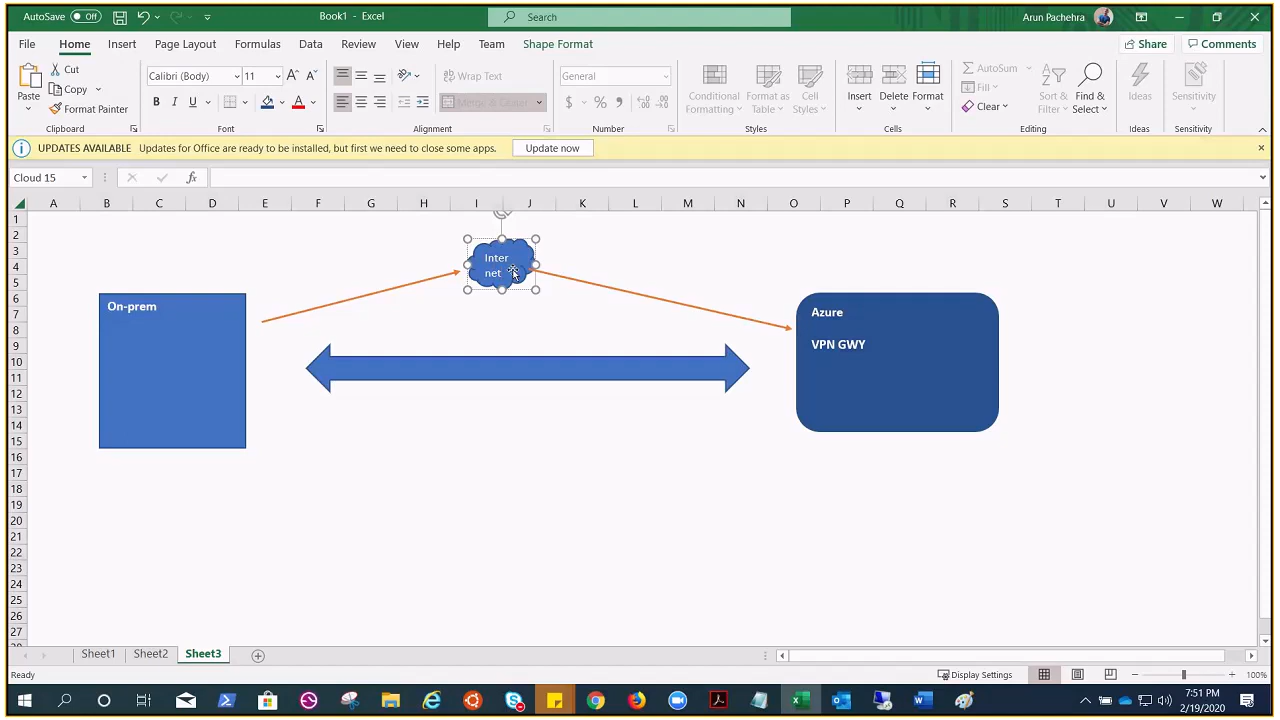 AutoSave Off Book1 - Excel Search Arun Pachehra
File Home Insert Page Layout Formulas Data Review View Help Team Shape Format Share Comments
Paste
Cut
Copy
Format Painter
Clipboard
Calibri (Body) 11
B I U
Font
Wrap Text
Merge & Center
Alignment
General
$ % ,
Number
Conditional Formatting
Format as Table
Cell Styles
Styles
Insert
Delete
Format
Cells
AutoSum
Fill
Clear
Sort & Filter
Find & Select
Editing
Ideas
Ideas
Sensitivity
Sensitivity
UPDATES AVAILABLE Updates for Office are ready to be installed, but first we need to close some apps. Update now
Cloud 15 fx
A B C D E F G H I J K L M N O P Q R S T U V W
1
2
3
4
5
6
7
8
9
10
11
12
13
14
15
16
17
18
19
20
21
22
23
24
25
26
27
Inter
net
On-prem
Azure
VPN GWY
Sheet1 Sheet2 Sheet3
Ready Display Settings 100%
7:51 PM
2/19/2020